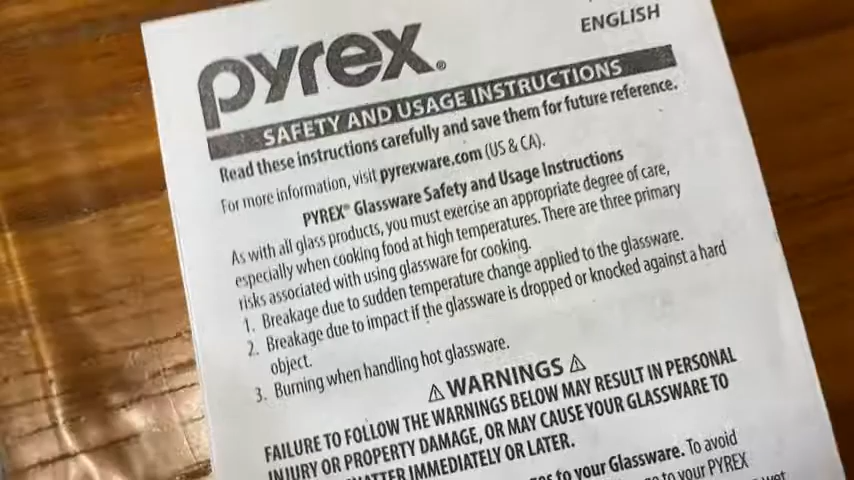 pyrex®
ENGLISH
SAFETY AND USAGE INSTRUCTIONS
Read these instructions carefully and save them for future reference.
For more information, visit pyrexware.com (US & CA).
PYREX® Glassware Safety and Usage Instructions
As with all glass products, you must exercise an appropriate degree of care,
especially when cooking food at high temperatures. There are three primary
risks associated with using glassware for cooking.
1. Breakage due to sudden temperature change applied to the glassware.
2. Breakage due to impact if the glassware is dropped or knocked against a hard
object.
3. Burning when handling hot glassware.
⚠ WARNINGS ⚠
FAILURE TO FOLLOW THE WARNINGS BELOW MAY RESULT IN PERSONAL
INJURY OR PROPERTY DAMAGE, OR MAY CAUSE YOUR GLASSWARE TO
IMMEDIATELY OR LATER.
to your Glassware. To avoid
to your PYREX
wet